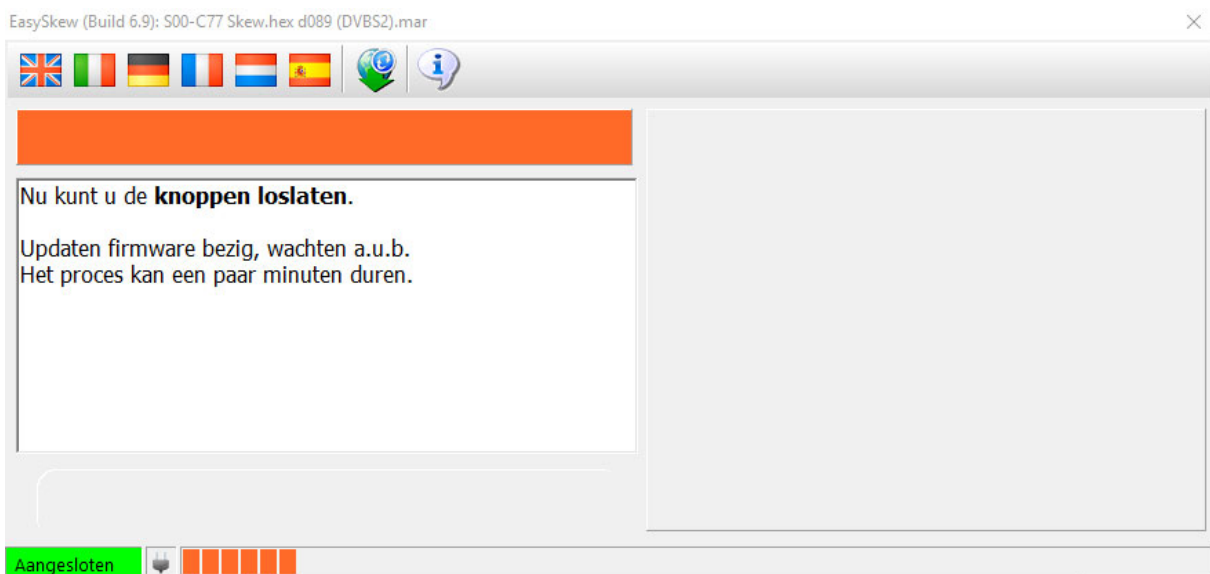 EasySkew (Build 6.9): S00-C77 Skew.hex d089 (DVBS2).mar
Nu kunt u de knoppen loslaten.
Updaten firmware bezig, wachten a.u.b.
Het proces kan een paar minuten duren.
Aangesloten